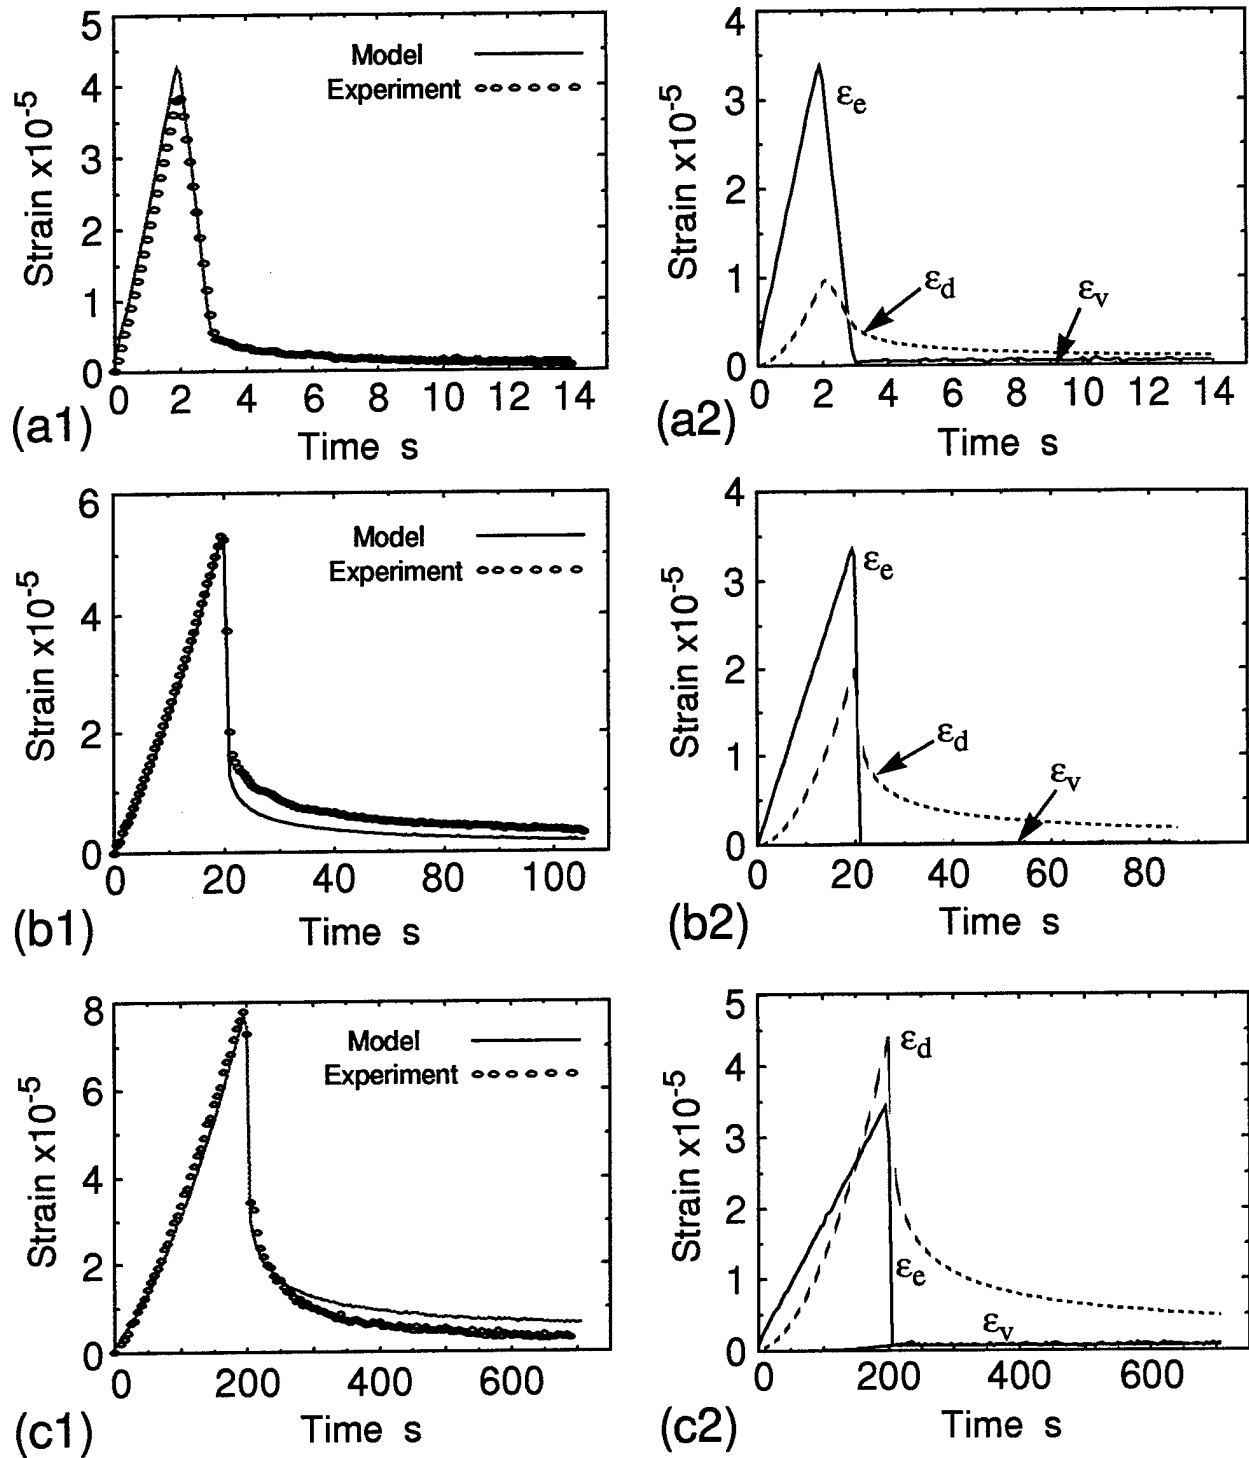 5
4
3
2
1
0
Strain x10-5
Model
Experiment
0 2 4 6 8 10 12 14
(a1)
Time s
4
3
2
1
0
Strain x10-5
εe
εd
εv
0 2 4 6 8 10 12 14
(a2)
Time s
6
4
2
0
Strain x10-5
Model
Experiment
0 20 40 80 100
(b1)
Time s
4
3
2
1
0
Strain x10-5
εe
εd
εv
0 20 40 60 80
(b2)
Time s
8
6
4
2
0
Strain x10-5
Model
Experiment
0 200 400 600
(c1)
Time s
5
4
3
2
1
0
Strain x10-5
εd
εe
εv
0 200 400 600
(c2)
Time s